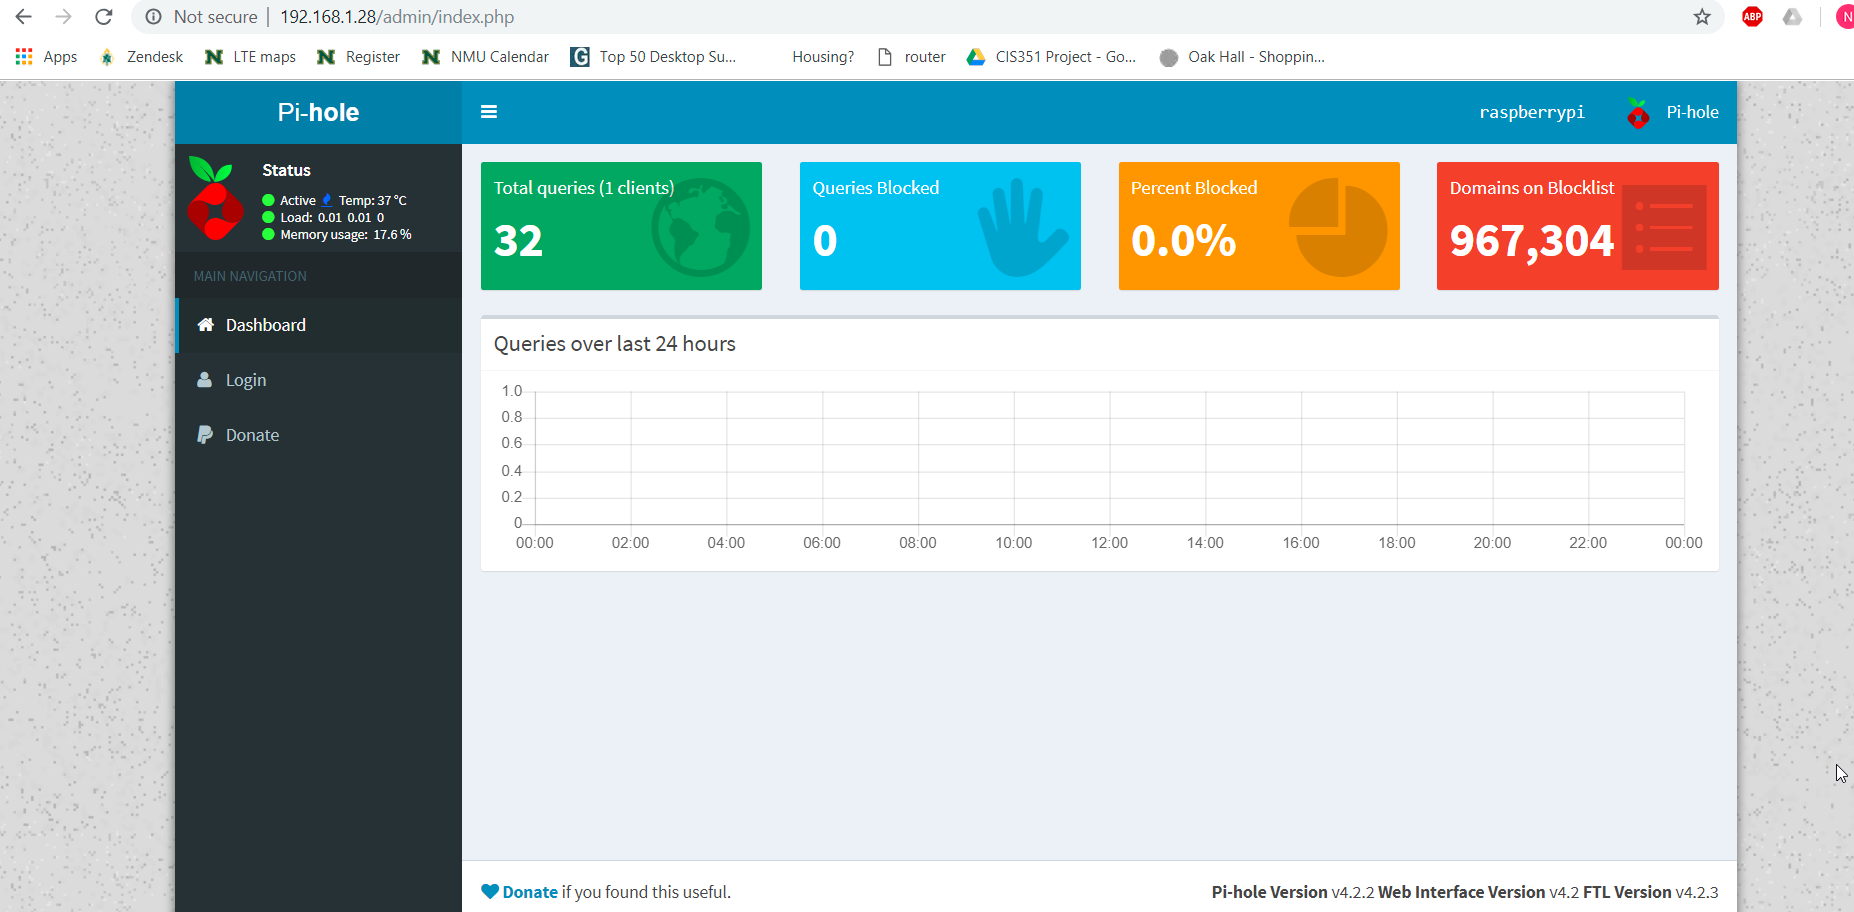 Not secure | 192.168.1.28/admin/index.php
ABP
N
Apps Zendesk LTE maps Register NMU Calendar Top 50 Desktop Su... Housing? router CIS351 Project - Go... Oak Hall - Shoppin...
Pi-hole
raspberrypi Pi-hole
Status
Active Temp: 37 °C
Load: 0.01 0.01 0
Memory usage: 17.6 %
MAIN NAVIGATION
Dashboard
Login
Donate
Total queries (1 clients)
32
Queries Blocked
0
Percent Blocked
0.0%
Domains on Blocklist
967,304
Queries over last 24 hours
1.0
0.8
0.6
0.4
0.2
0
00:00 02:00 04:00 06:00 08:00 10:00 12:00 14:00 16:00 18:00 20:00 22:00 00:00
Donate if you found this useful.
Pi-hole Version v4.2.2 Web Interface Version v4.2 FTL Version v4.2.3